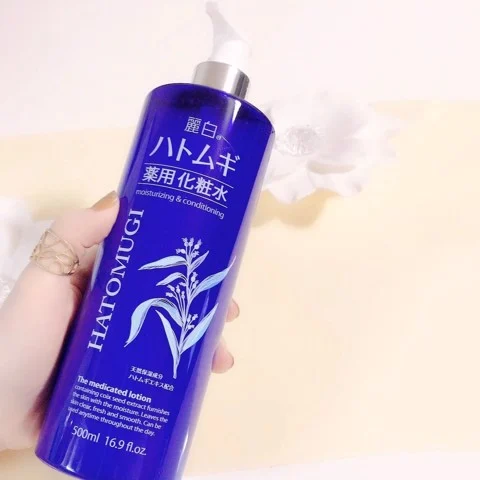 麗白®
ハトムギ
薬用 化粧水
moisturizing & conditioning
HATOMUGI
天然保湿成分
ハトムギエキス配合
The medicated lotion
containing coix seed extract furnishes
the skin with the moisture. Leaves the
skin clear, fresh and smooth. Can be
used anytime throughout the day.
500ml 16.9 fl.oz.